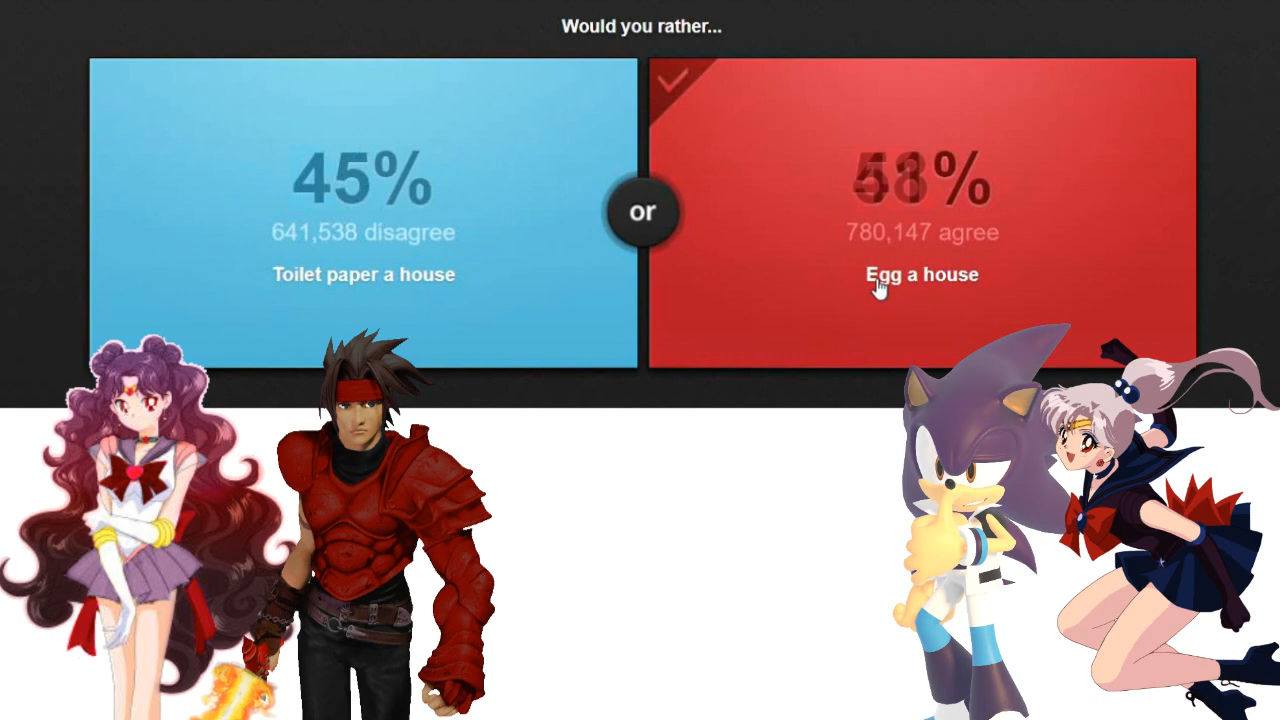 Would you rather...
45%
641,538 disagree
Toilet paper a house
or
%
780,147 agree
Egg a house